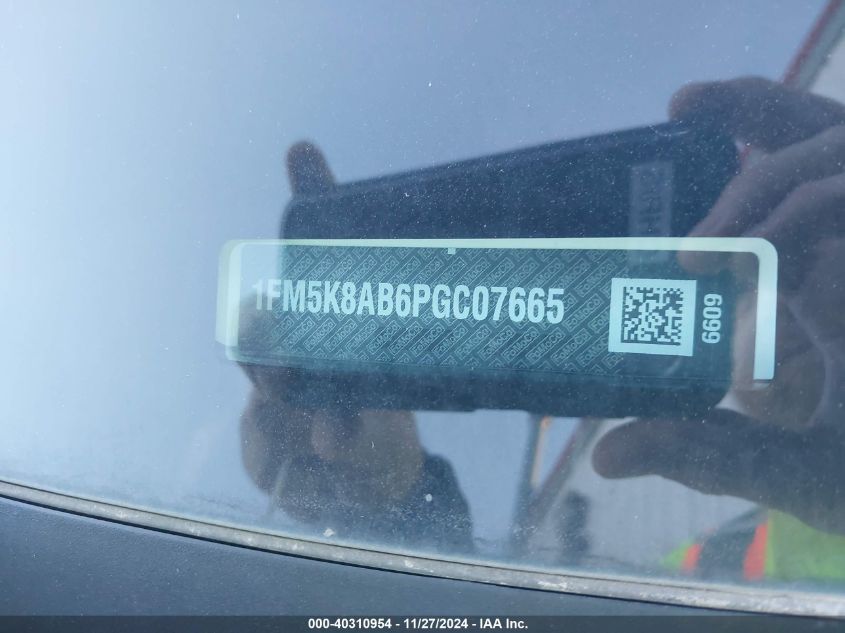 1FM5K8AB6PGC07665
6609
000-40310954 — 11/27/2024 — IAA Inc.